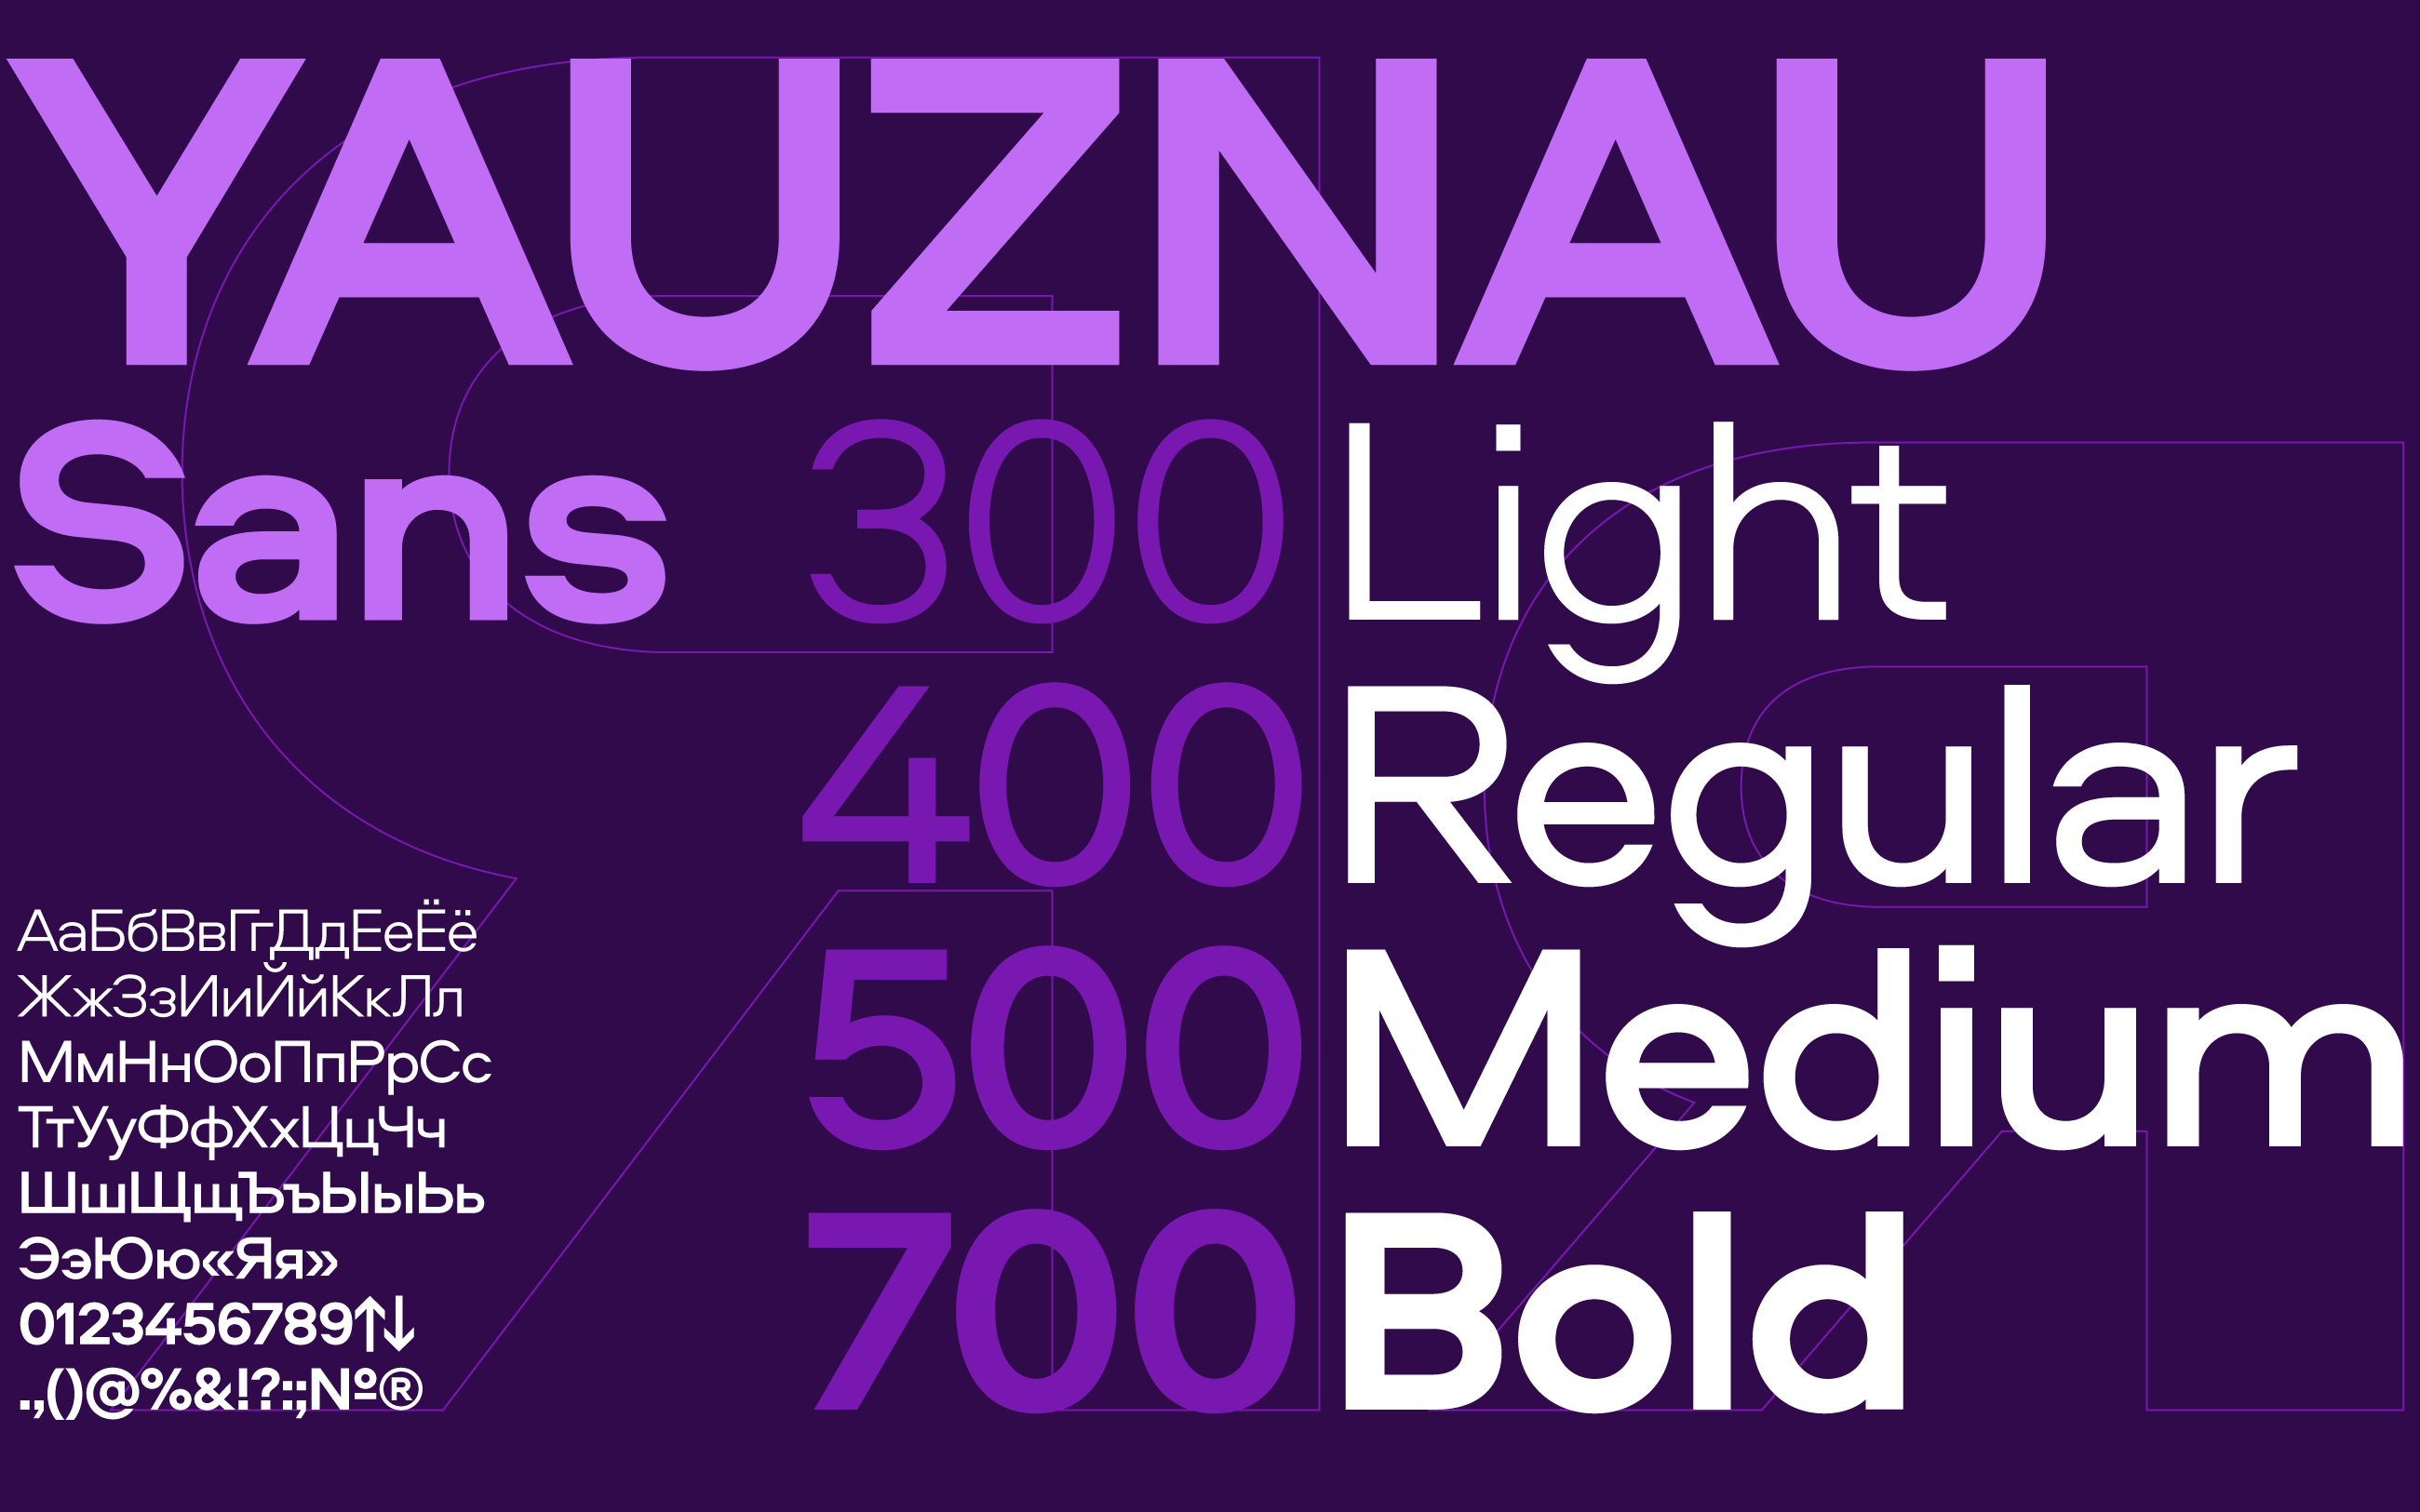 YAUZNAU
Sans 300 Light
400 Regular
500 Medium
700 Bold
АаБбВвГгДдЕеЁё
ЖжЗзИиЙйКкЛл
МмНнОоПпРрСс
ТтУуФфХхЦцЧч
ШшЩщЪъЫыЬь
ЭэЮю«Яя»
0123456789↑↓
.,()@%&!?:;№®
Яя